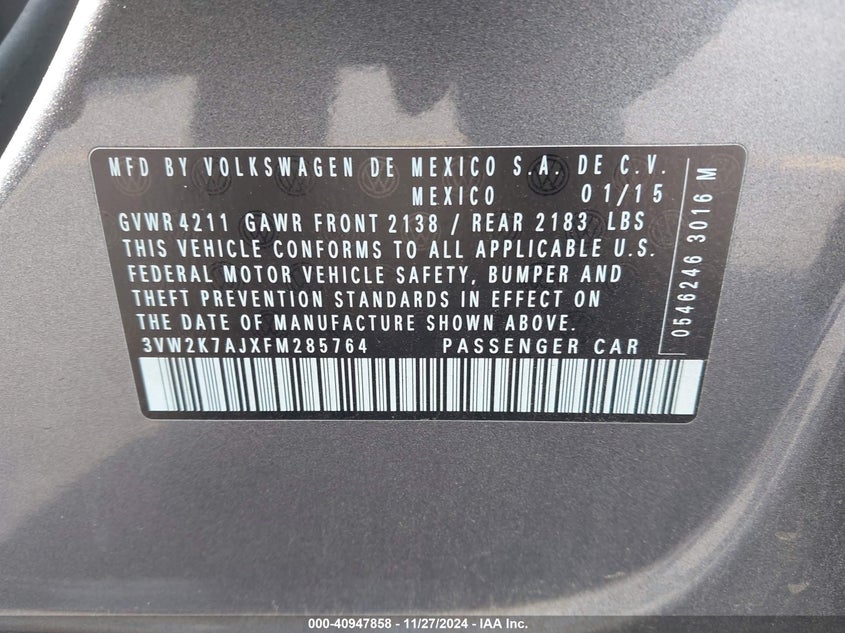 MFD BY VOLKSWAGEN DE MEXICO S.A. DE C.V.
MEXICO 01/15
GVWR 4211 GAWR FRONT 2138 / REAR 2183 LBS
THIS VEHICLE CONFORMS TO ALL APPLICABLE U.S.
FEDERAL MOTOR VEHICLE SAFETY, BUMPER AND
THEFT PREVENTION STANDARDS IN EFFECT ON
THE DATE OF MANUFACTURE SHOWN ABOVE.
3VW2K7AJXFM285764 PASSENGER CAR
0546246 3016 M
000-40947858 - 11/27/2024 - IAA Inc.